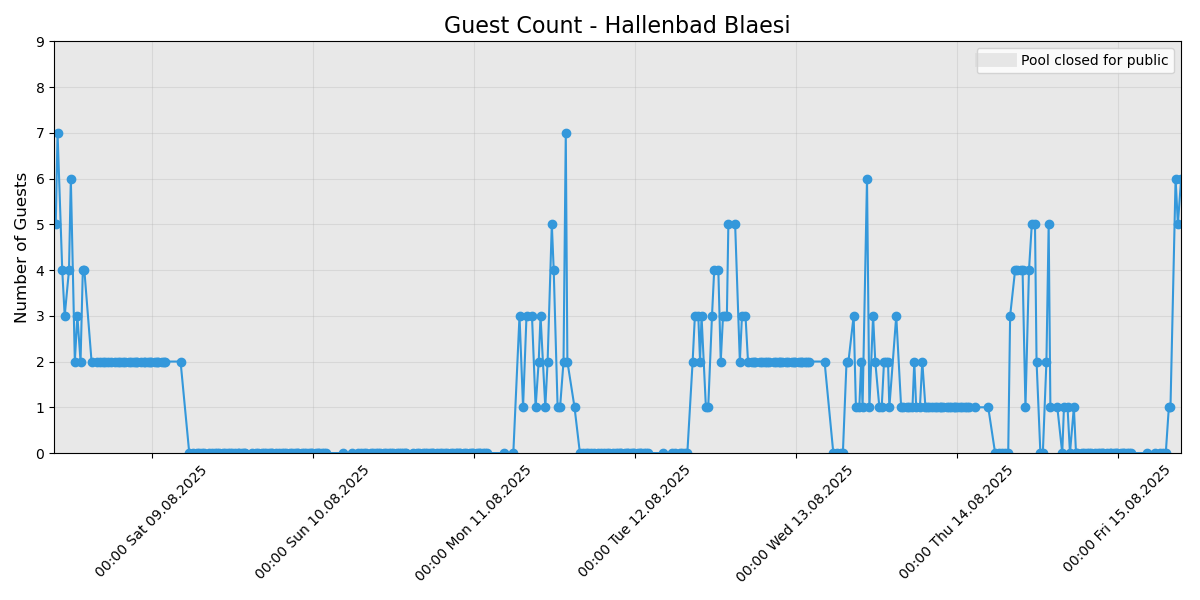 Guest Count - Hallenbad Blaesi
Pool closed for public
Number of Guests
9
8
7
6
5
4
3
2
1
0
00:00 Sat 09.08.2025
00:00 Sun 10.08.2025
00:00 Mon 11.08.2025
00:00 Tue 12.08.2025
00:00 Wed 13.08.2025
00:00 Thu 14.08.2025
00:00 Fri 15.08.2025